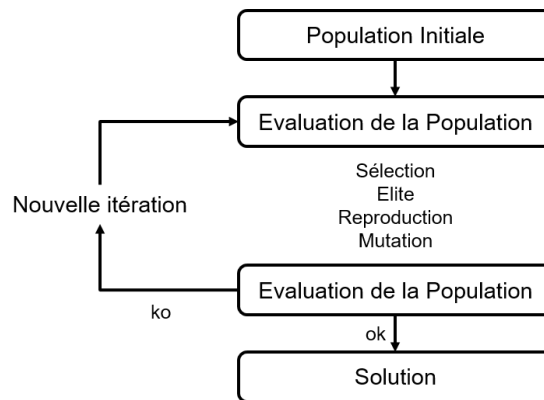 Population Initiale
Evaluation de la Population
Sélection
Elite
Reproduction
Mutation
Nouvelle itération
Evaluation de la Population
ko
ok
Solution